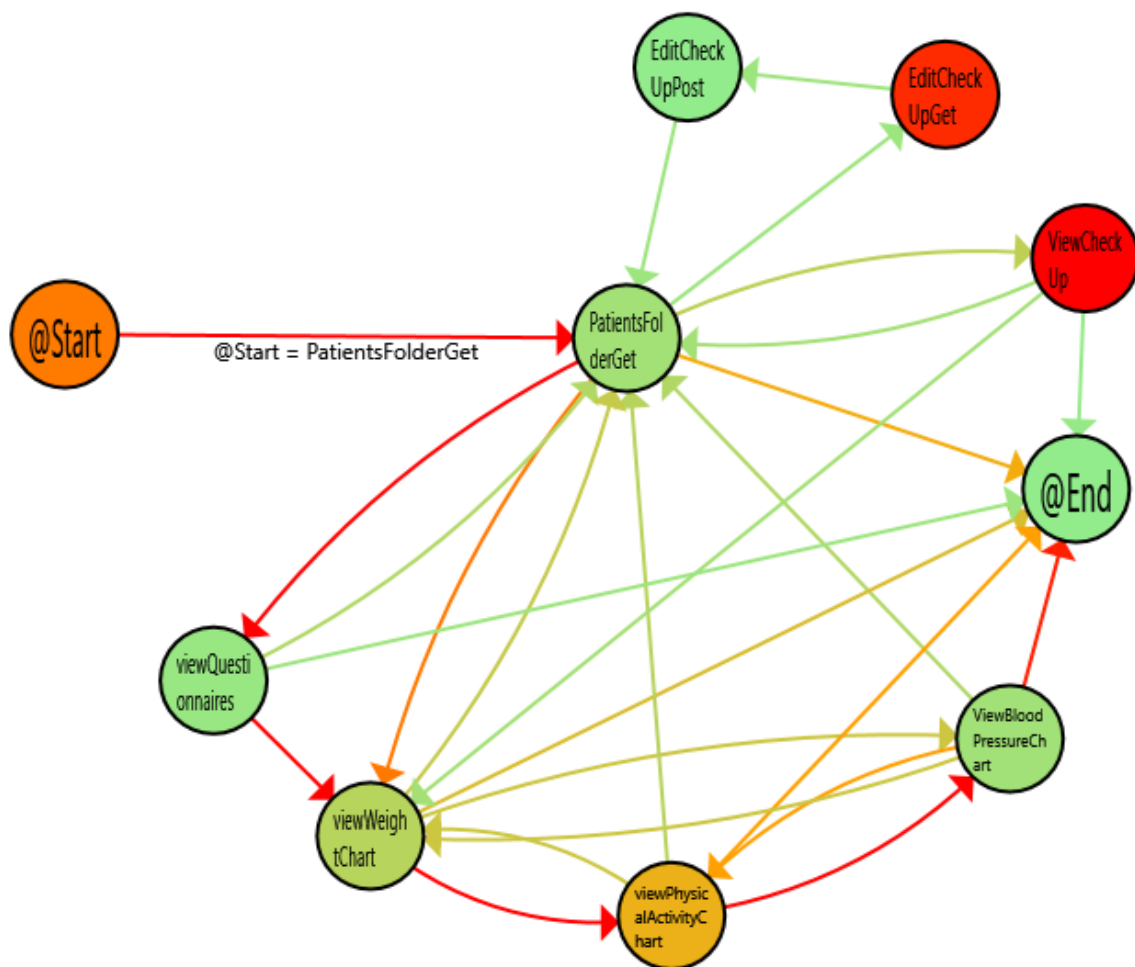 EditCheck
UpPost
EditCheck
UpGet
ViewCheck
Up
@Start
@Start = PatientsFolderGet
PatientsFol
derGet
@End
viewQuesti
onnaires
ViewBlood
PressureCh
art
viewWeigh
tChart
viewPhysic
alActivityC
hart